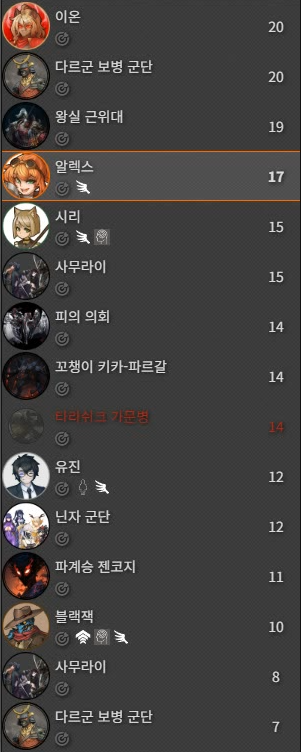 이온
20
다르군 보병 군단
20
왕실 근위대
19
알렉스
17
시리
15
사무라이
15
피의 의회
14
꼬챙이 키카-파르갈
14
타라쉬크 가문병
14
유진
12
닌자 군단
12
파계승 젠코지
11
블랙잭
10
사무라이
8
다르군 보병 군단
7